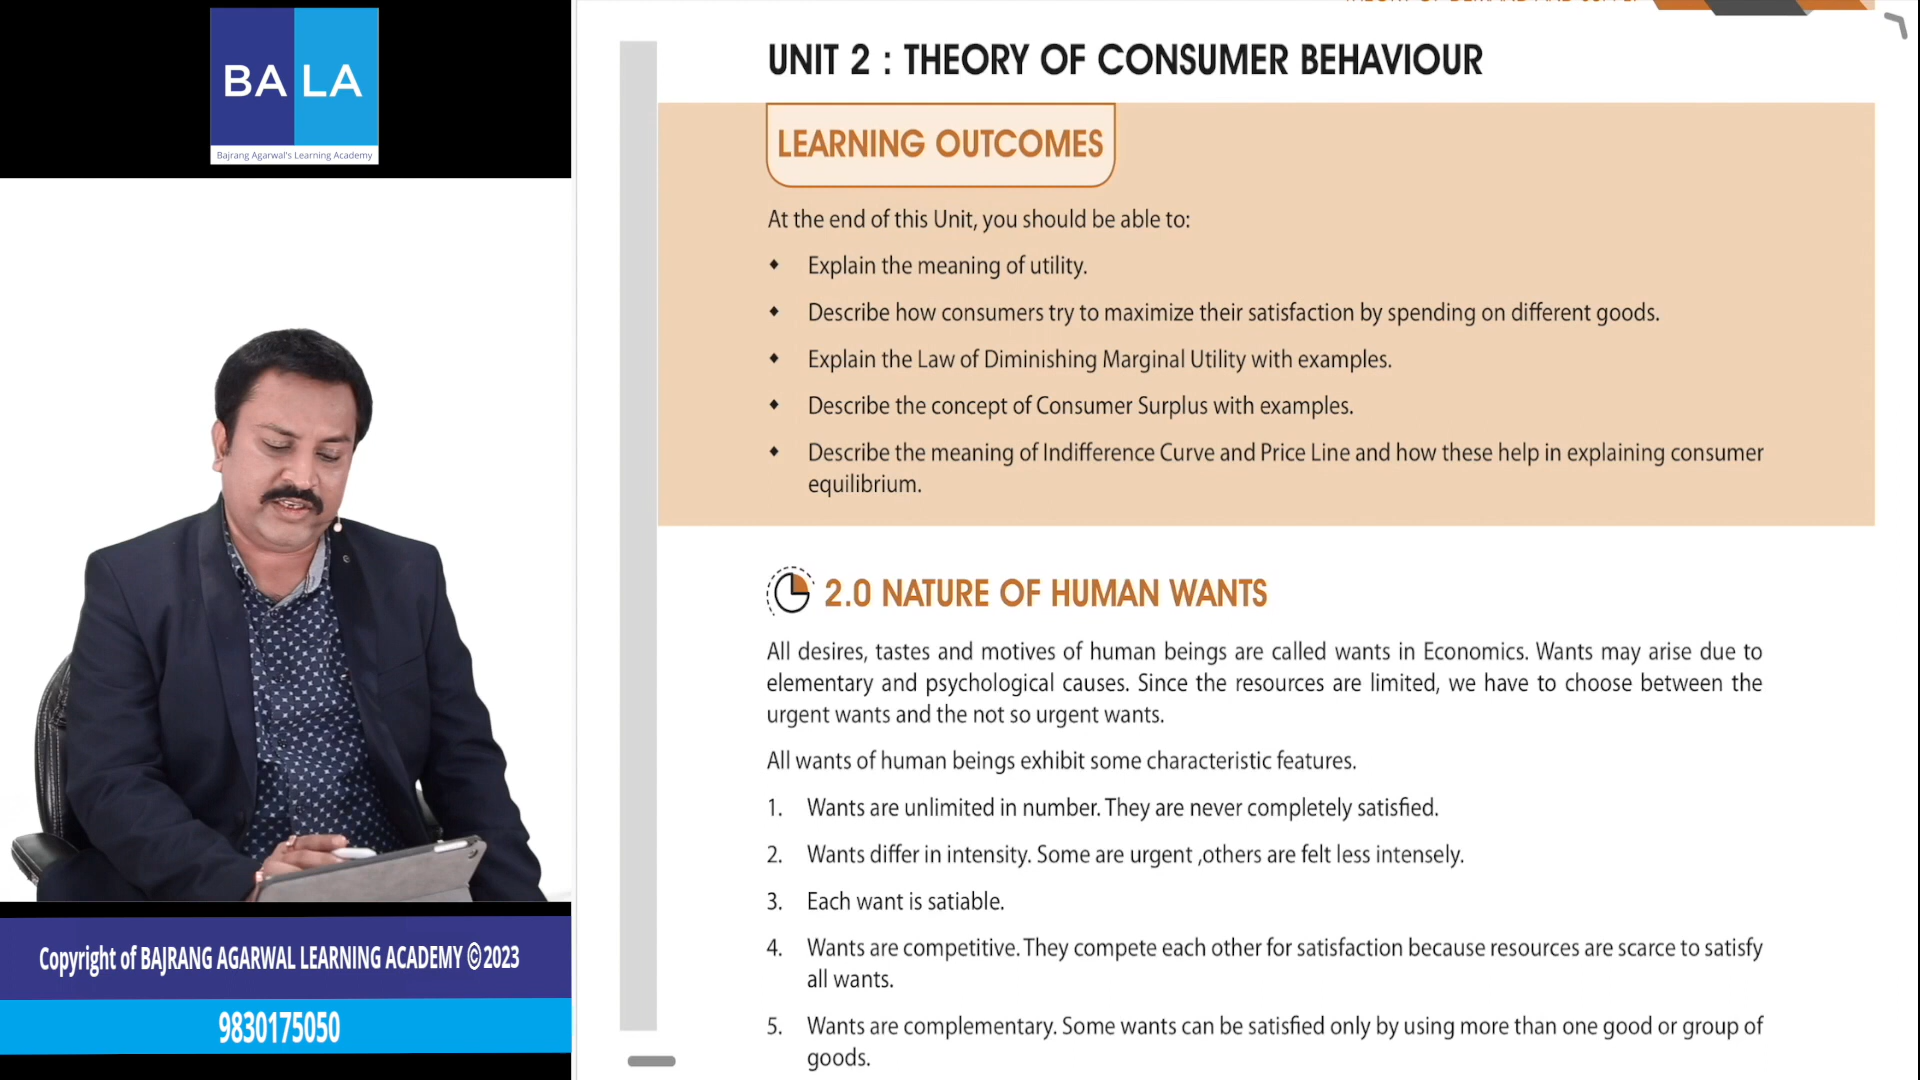 BALA
Bajrang Agarwal's Learning Academy
Copyright of BAJRANG AGARWAL LEARNING ACADEMY ©2023
9830175050
THEORY OF DEMAND AND SUPPLY
UNIT 2 : THEORY OF CONSUMER BEHAVIOUR
LEARNING OUTCOMES
At the end of this Unit, you should be able to:
◆ Explain the meaning of utility.
◆ Describe how consumers try to maximize their satisfaction by spending on different goods.
◆ Explain the Law of Diminishing Marginal Utility with examples.
◆ Describe the concept of Consumer Surplus with examples.
◆ Describe the meaning of Indifference Curve and Price Line and how these help in explaining consumer
equilibrium.
2.0 NATURE OF HUMAN WANTS
All desires, tastes and motives of human beings are called wants in Economics. Wants may arise due to
elementary and psychological causes. Since the resources are limited, we have to choose between the
urgent wants and the not so urgent wants.
All wants of human beings exhibit some characteristic features.
1. Wants are unlimited in number. They are never completely satisfied.
2. Wants differ in intensity. Some are urgent ,others are felt less intensely.
3. Each want is satiable.
4. Wants are competitive. They compete each other for satisfaction because resources are scarce to satisfy
all wants.
5. Wants are complementary. Some wants can be satisfied only by using more than one good or group of
goods.